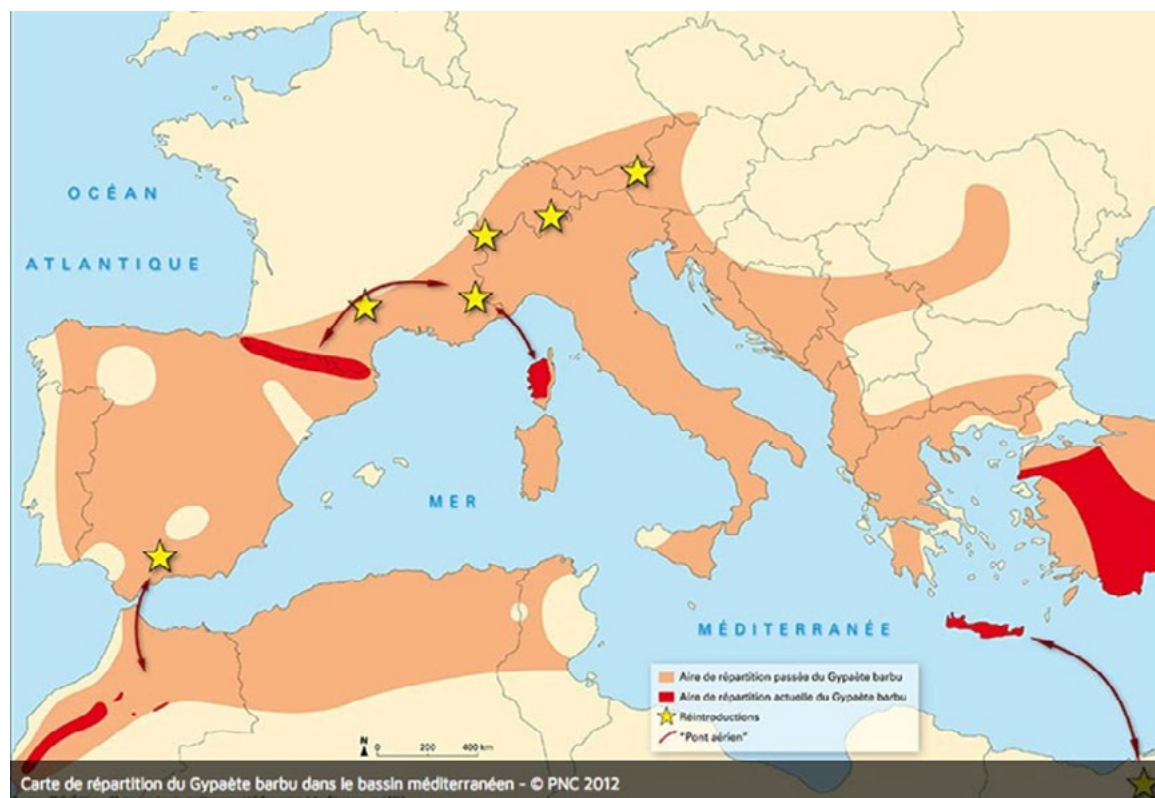 OCÉAN
ATLANTIQUE
MER
MÉDITERRANÉE
Aire de répartition passée du Gypaète barbu
Aire de répartition actuelle du Gypaète barbu
Réintroductions
"Pont aérien"
N
0 200 400 km
Carte de répartition du Gypaète barbu dans le bassin méditerranéen - © PNC 2012